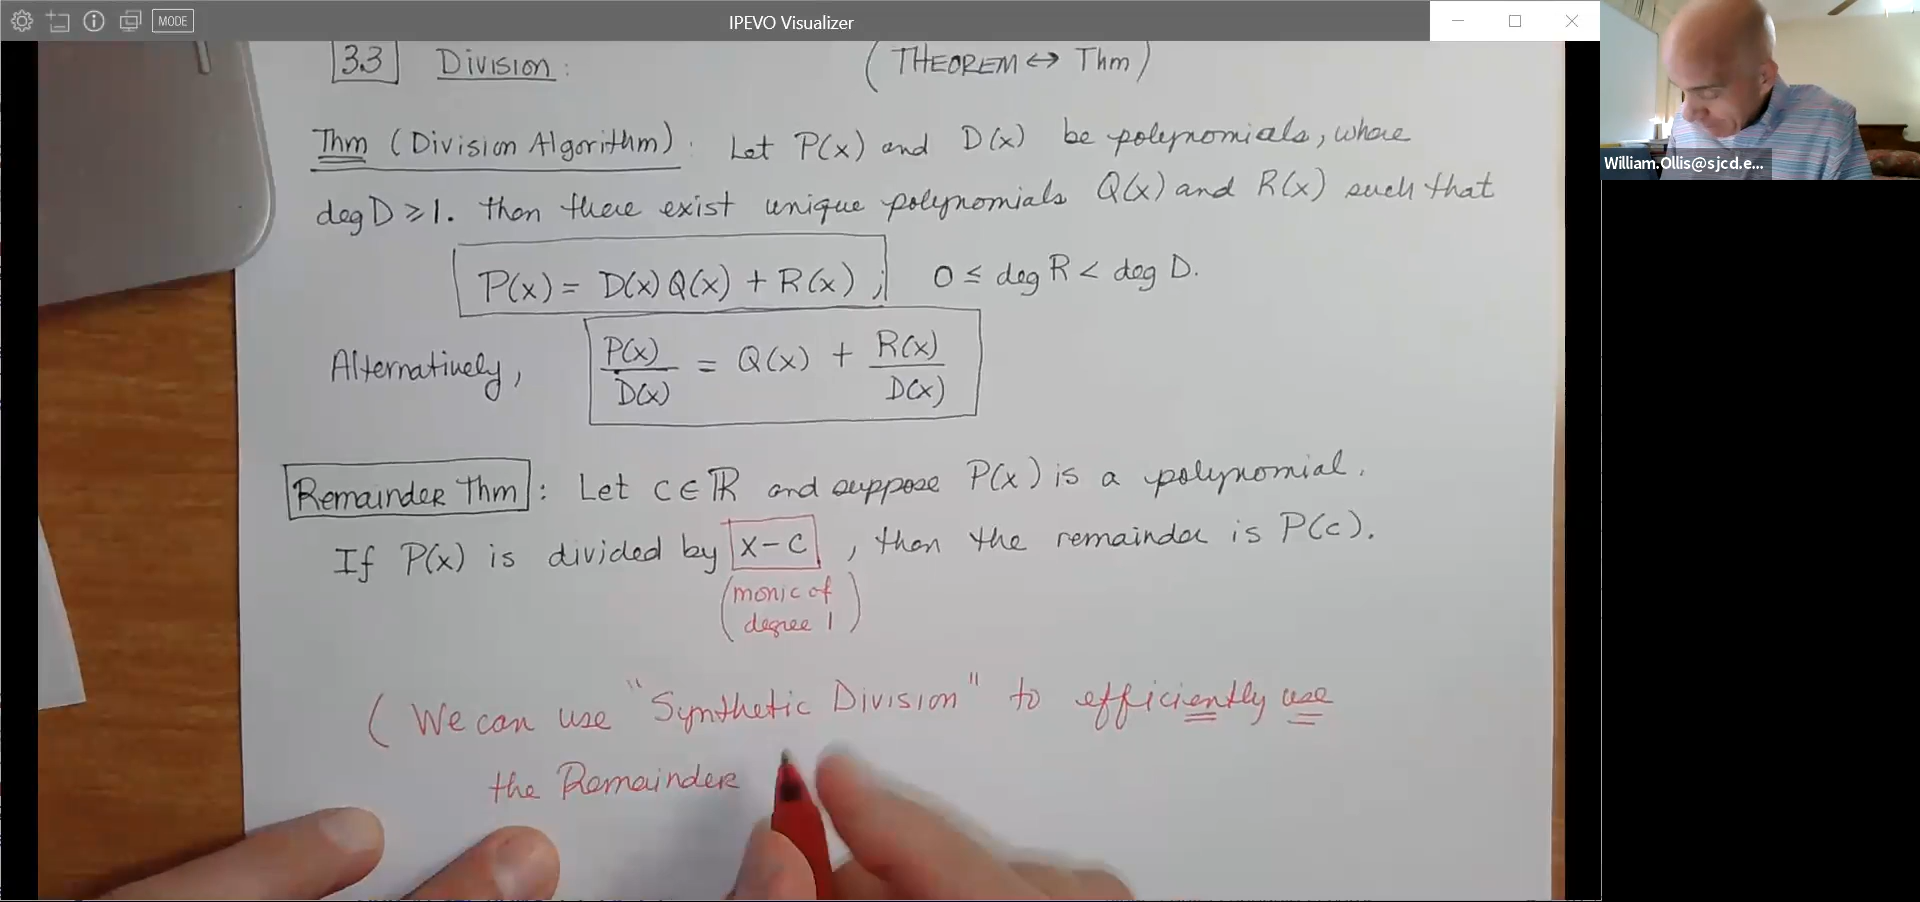 MODE
IPEVO Visualizer
3.3 Division: (THEOREM ↔ Thm)
Thm (Division Algorithm): Let P(x) and D(x) be polynomials, where
deg D ≥ 1. then there exist unique polynomials Q(x) and R(x) such that
P(x) = D(x) Q(x) + R(x), 0 ≤ deg R < deg D.
Alternatively, P(x)/D(x) = Q(x) + R(x)/D(x)
Remainder Thm: Let c ∈ ℝ and suppose P(x) is a polynomial.
If P(x) is divided by x-c, then the remainder is P(c).
(monic of
degree 1)
(We can use "Synthetic Division" to efficiently use
the Remainder
William.Ollis@sjcd.e...